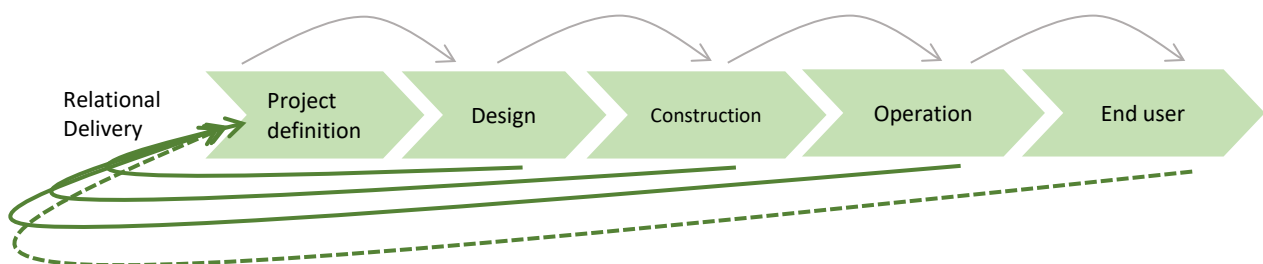 Relational
Delivery
Project
definition
Design
Construction
Operation
End user